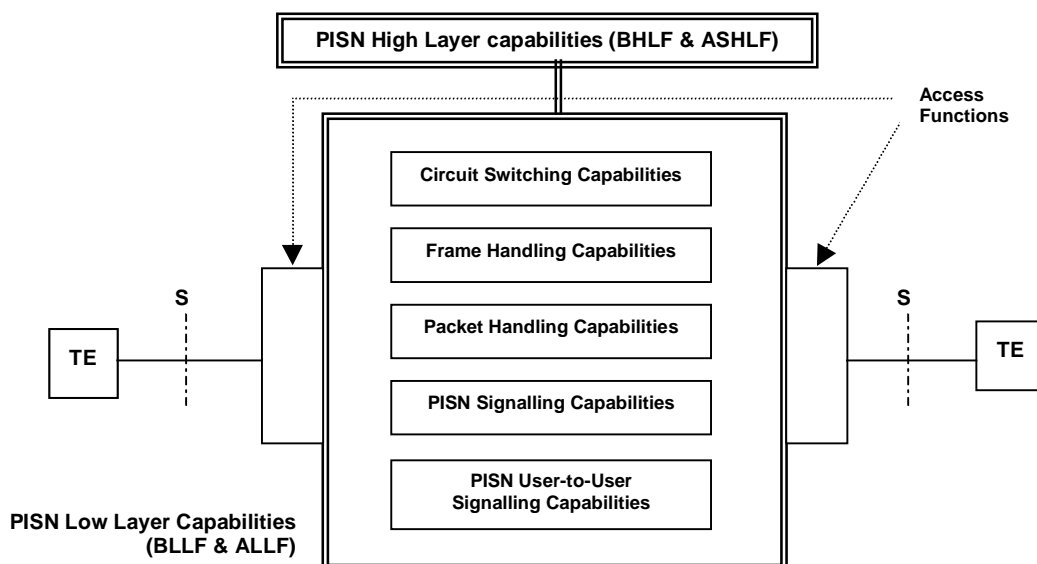 PISN High Layer capabilities (BHLF & ASHLF)
Access
Functions
Circuit Switching Capabilities
Frame Handling Capabilities
S
S
Packet Handling Capabilities
TE
TE
PISN Signalling Capabilities
PISN User-to-User
Signalling Capabilities
PISN Low Layer Capabilities
(BLLF & ALLF)